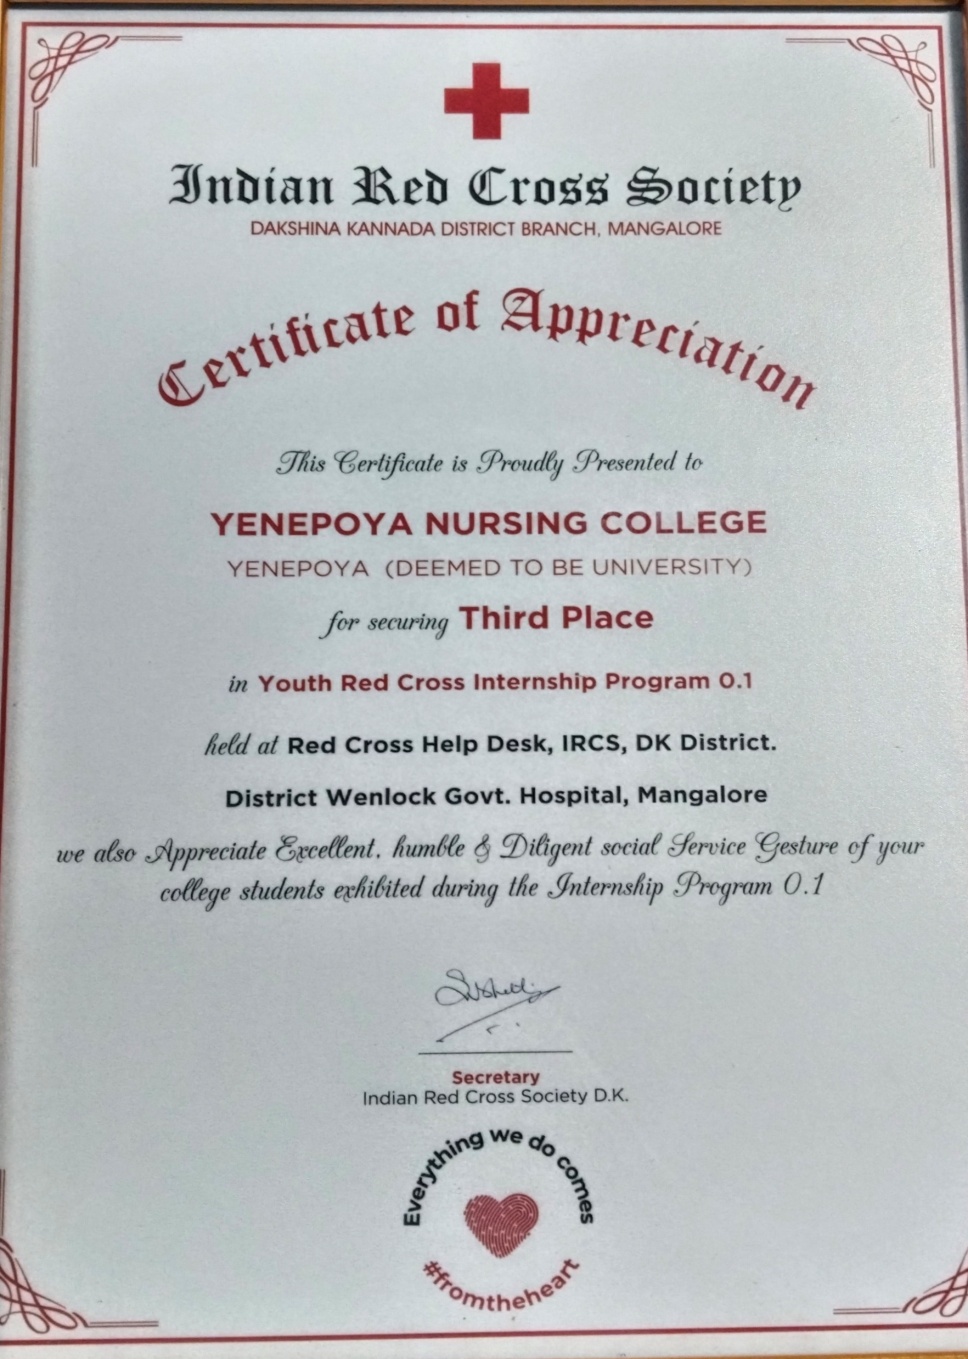 Indian Red Cross Society
DAKSHINA KANNADA DISTRICT BRANCH, MANGALORE
Certificate of Appreciation
This Certificate is Proudly Presented to
YENEPOYA NURSING COLLEGE
YENEPOYA (DEEMED TO BE UNIVERSITY)
for securing Third Place
in Youth Red Cross Internship Program 0.1
held at Red Cross Help Desk, IRCS, DK District.
District Wenlock Govt. Hospital, Mangalore
we also Appreciate Excellent, humble & Diligent social Service Gesture of your
college students exhibited during the Internship Program 0.1
Secretary
Indian Red Cross Society D.K.
Everything we do comes
#fromtheheart